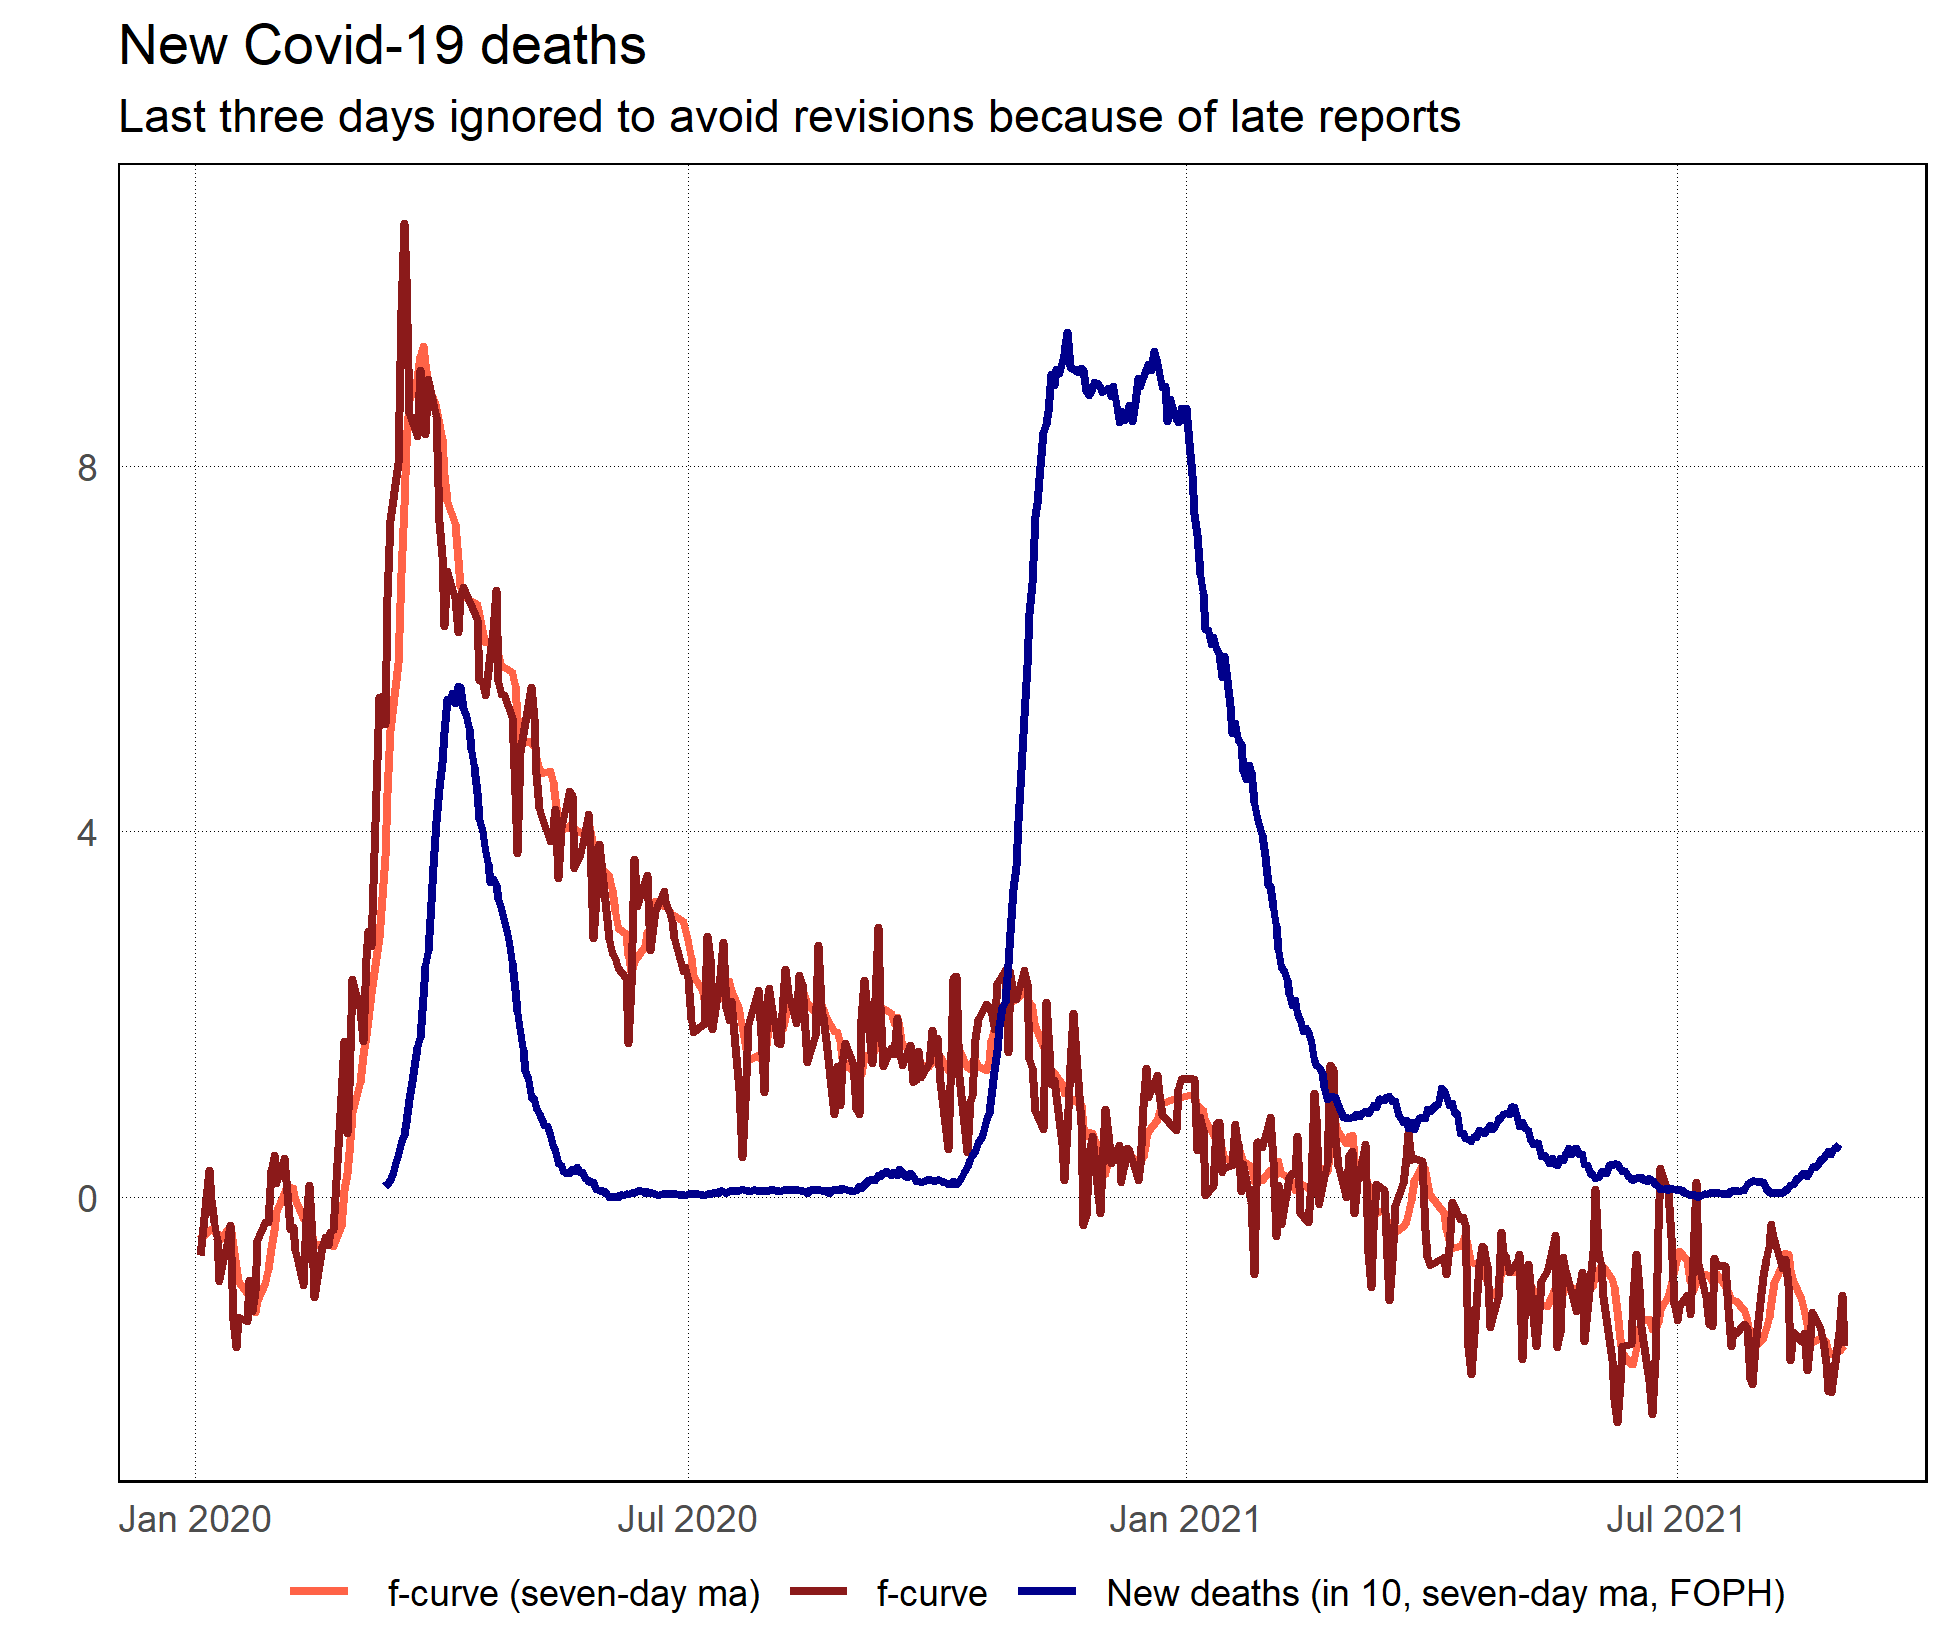 New Covid-19 deaths
Last three days ignored to avoid revisions because of late reports
8
4
0
Jan 2020 Jul 2020 Jan 2021 Jul 2021
f-curve (seven-day ma) f-curve New deaths (in 10, seven-day ma, FOPH)